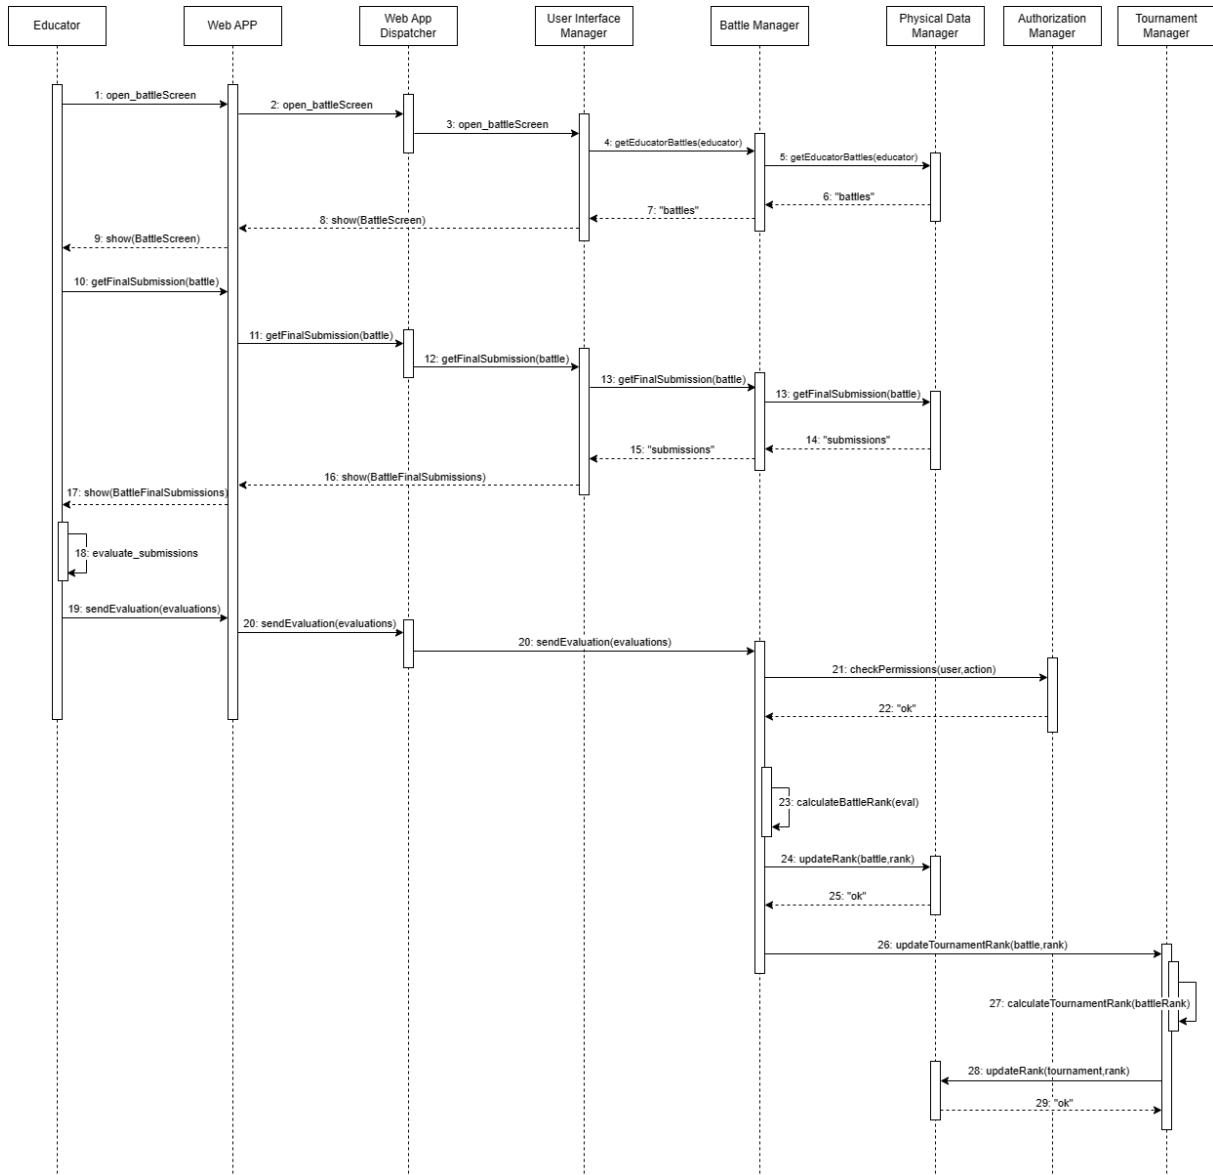 Educator
Web APP
Web App
Dispatcher
User Interface
Manager
Battle Manager
Physical Data
Manager
Authorization
Manager
Tournament
Manager
1: open_battleScreen
2: open_battleScreen
3: open_battleScreen
4: getEducatorBattles(educator)
5: getEducatorBattles(educator)
6: "battles"
7: "battles"
8: show(BattleScreen)
9: show(BattleScreen)
10: getFinalSubmission(battle)
11: getFinalSubmission(battle)
12: getFinalSubmission(battle)
13: getFinalSubmission(battle)
13: getFinalSubmission(battle)
14: "submissions"
15: "submissions"
16: show(BattleFinalSubmissions)
17: show(BattleFinalSubmissions)
18: evaluate_submissions
19: sendEvaluation(evaluations)
20: sendEvaluation(evaluations)
20: sendEvaluation(evaluations)
21: checkPermissions(user,action)
22: "ok"
23: calculateBattleRank(eval)
24: updateRank(battle,rank)
25: "ok"
26: updateTournamentRank(battle,rank)
27: calculateTournamentRank(battleRank)
28: updateRank(tournament,rank)
29: "ok"